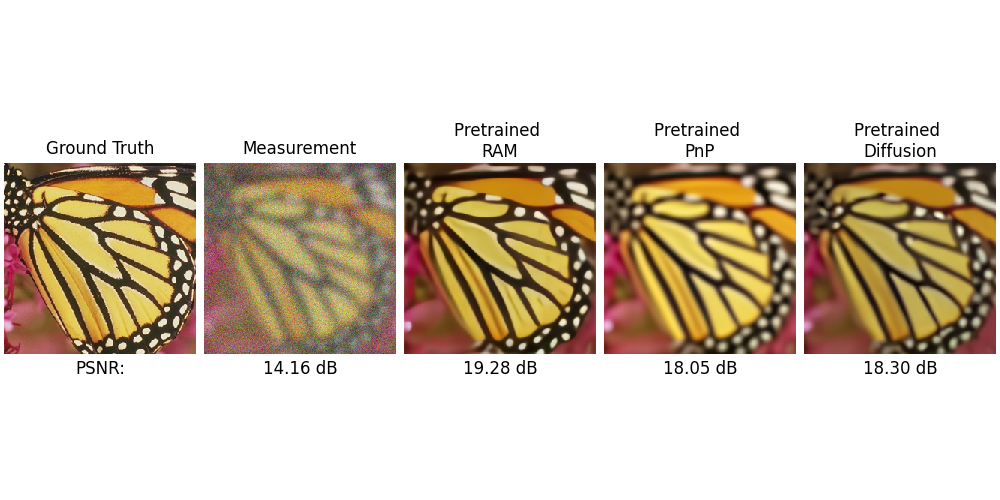 Ground Truth
Measurement
Pretrained
RAM
Pretrained
PnP
Pretrained
Diffusion
PSNR:
14.16 dB
19.28 dB
18.05 dB
18.30 dB